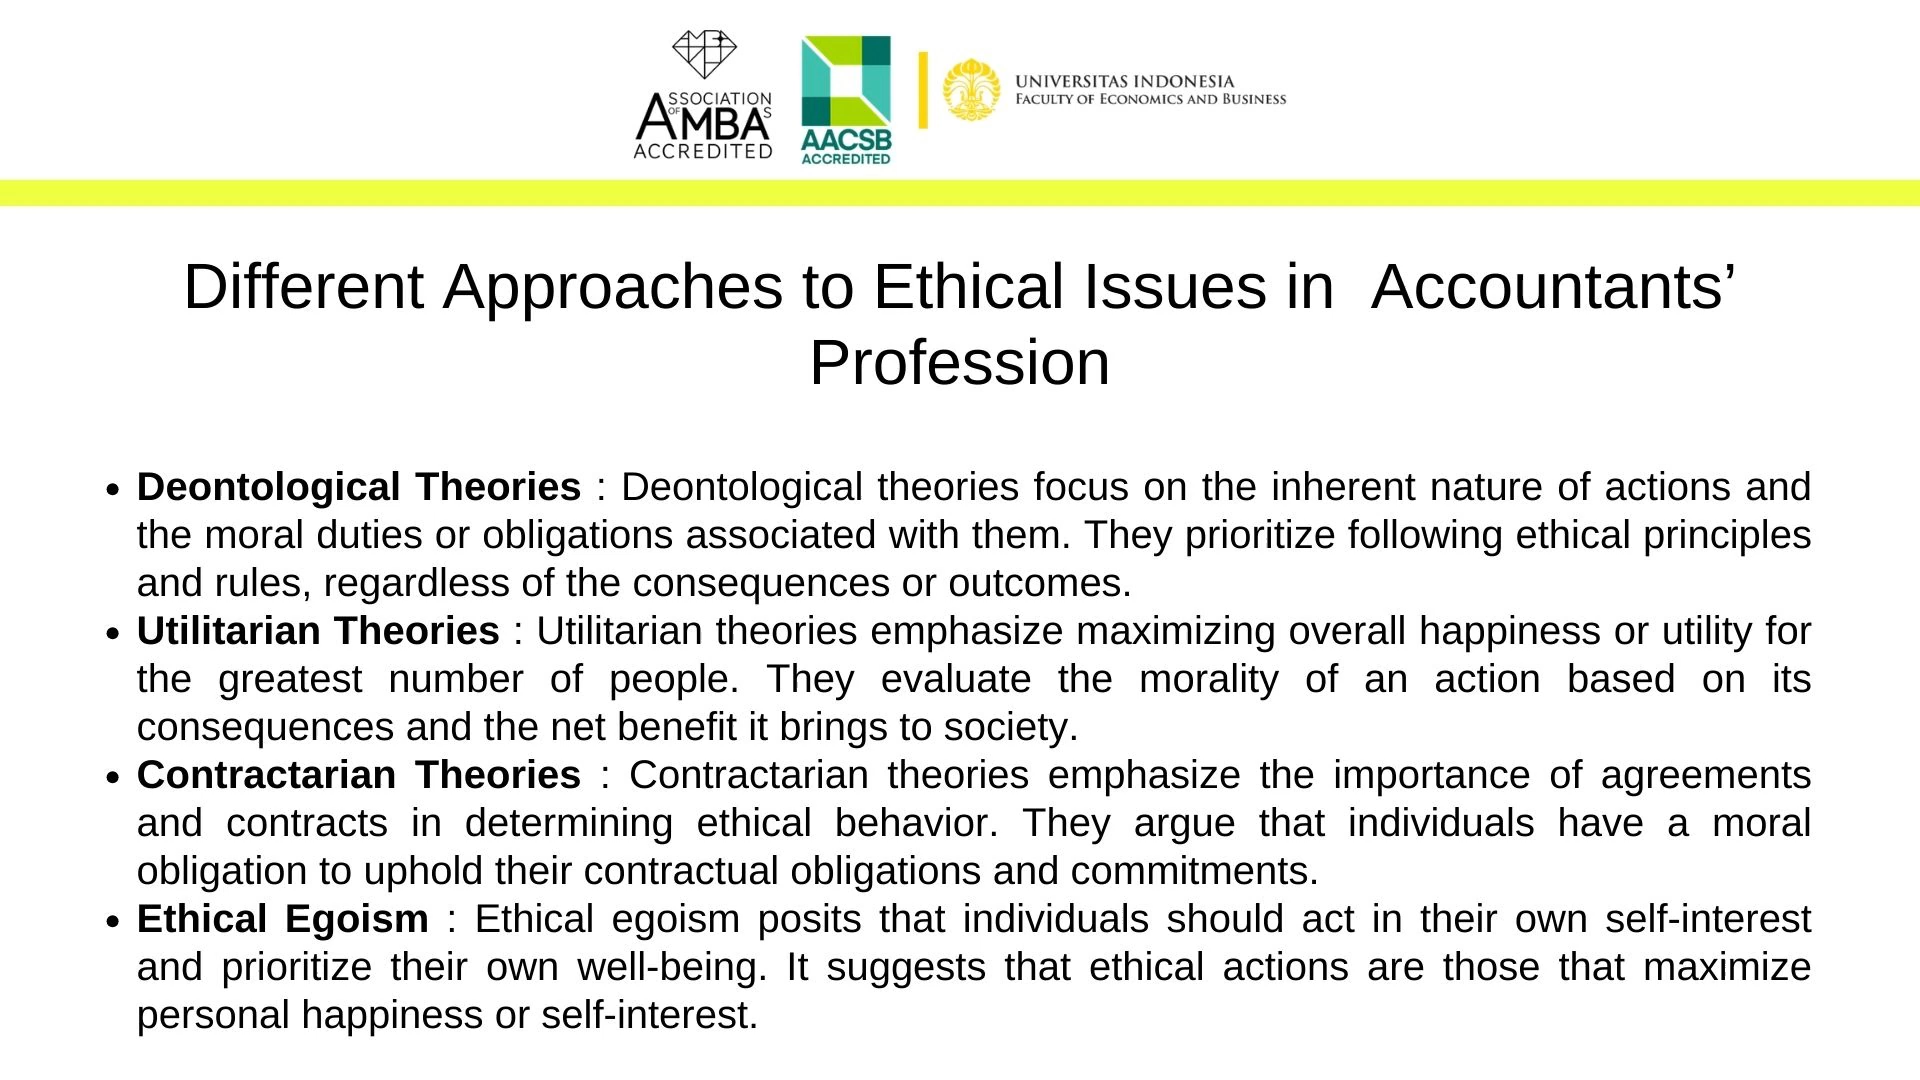 ASSOCIATION
OF MBAS
ACCREDITED
AACSB
ACCREDITED
UNIVERSITAS INDONESIA
FACULTY OF ECONOMICS AND BUSINESS
Different Approaches to Ethical Issues in  Accountants’
Profession
• Deontological Theories : Deontological theories focus on the inherent nature of actions and
the moral duties or obligations associated with them. They prioritize following ethical principles
and rules, regardless of the consequences or outcomes.
• Utilitarian Theories : Utilitarian theories emphasize maximizing overall happiness or utility for
the greatest number of people. They evaluate the morality of an action based on its
consequences and the net benefit it brings to society.
• Contractarian Theories : Contractarian theories emphasize the importance of agreements
and contracts in determining ethical behavior. They argue that individuals have a moral
obligation to uphold their contractual obligations and commitments.
• Ethical Egoism : Ethical egoism posits that individuals should act in their own self-interest
and prioritize their own well-being. It suggests that ethical actions are those that maximize
personal happiness or self-interest.